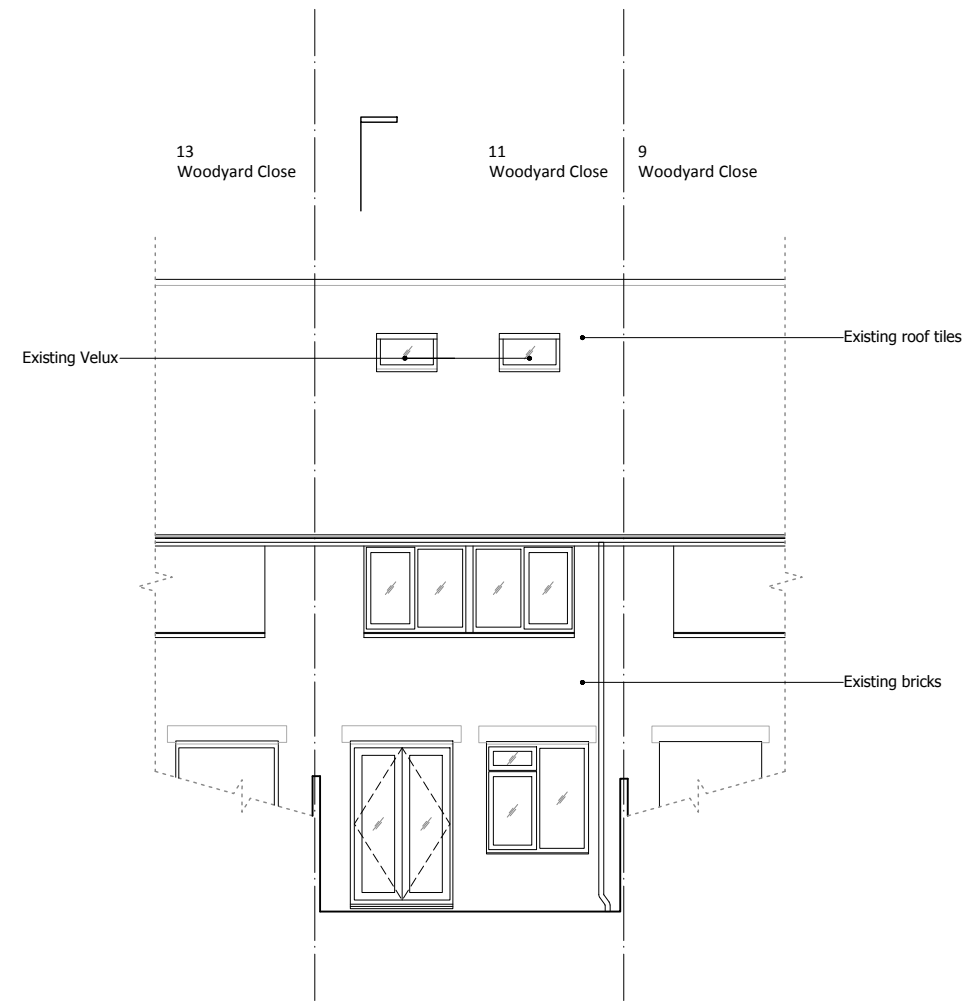 13
Woodyard Close
11
Woodyard Close
9
Woodyard Close
Existing roof tiles
Existing Velux
Existing bricks